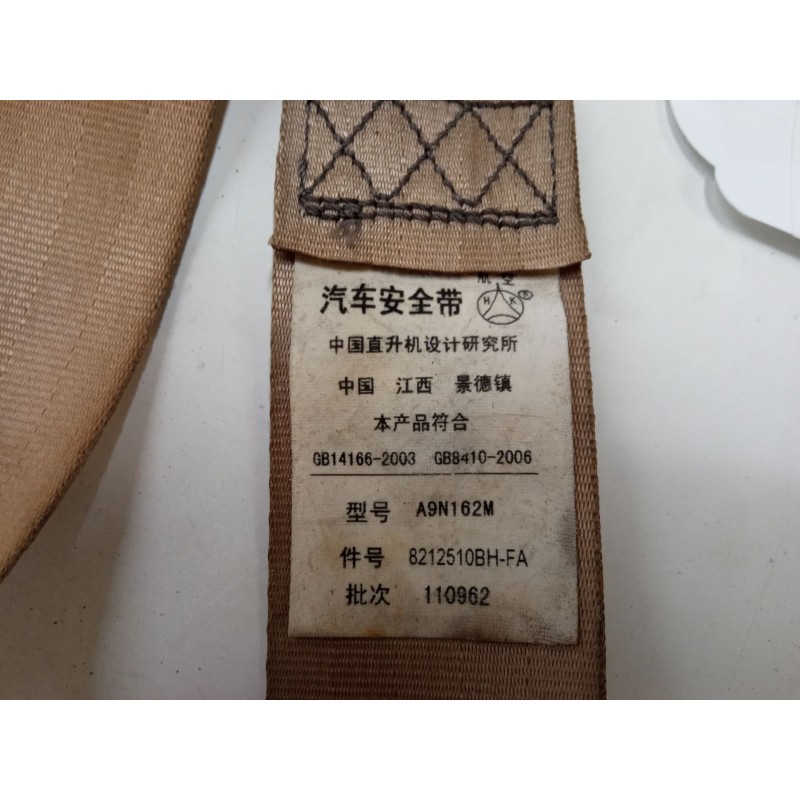 航空
汽车安全带 H K ®
中国直升机设计研究所
中国 江西 景德镇
本产品符合
GB14166-2003 GB8410-2006
型号 A9N162M
件号 8212510BH-FA
批次 110962